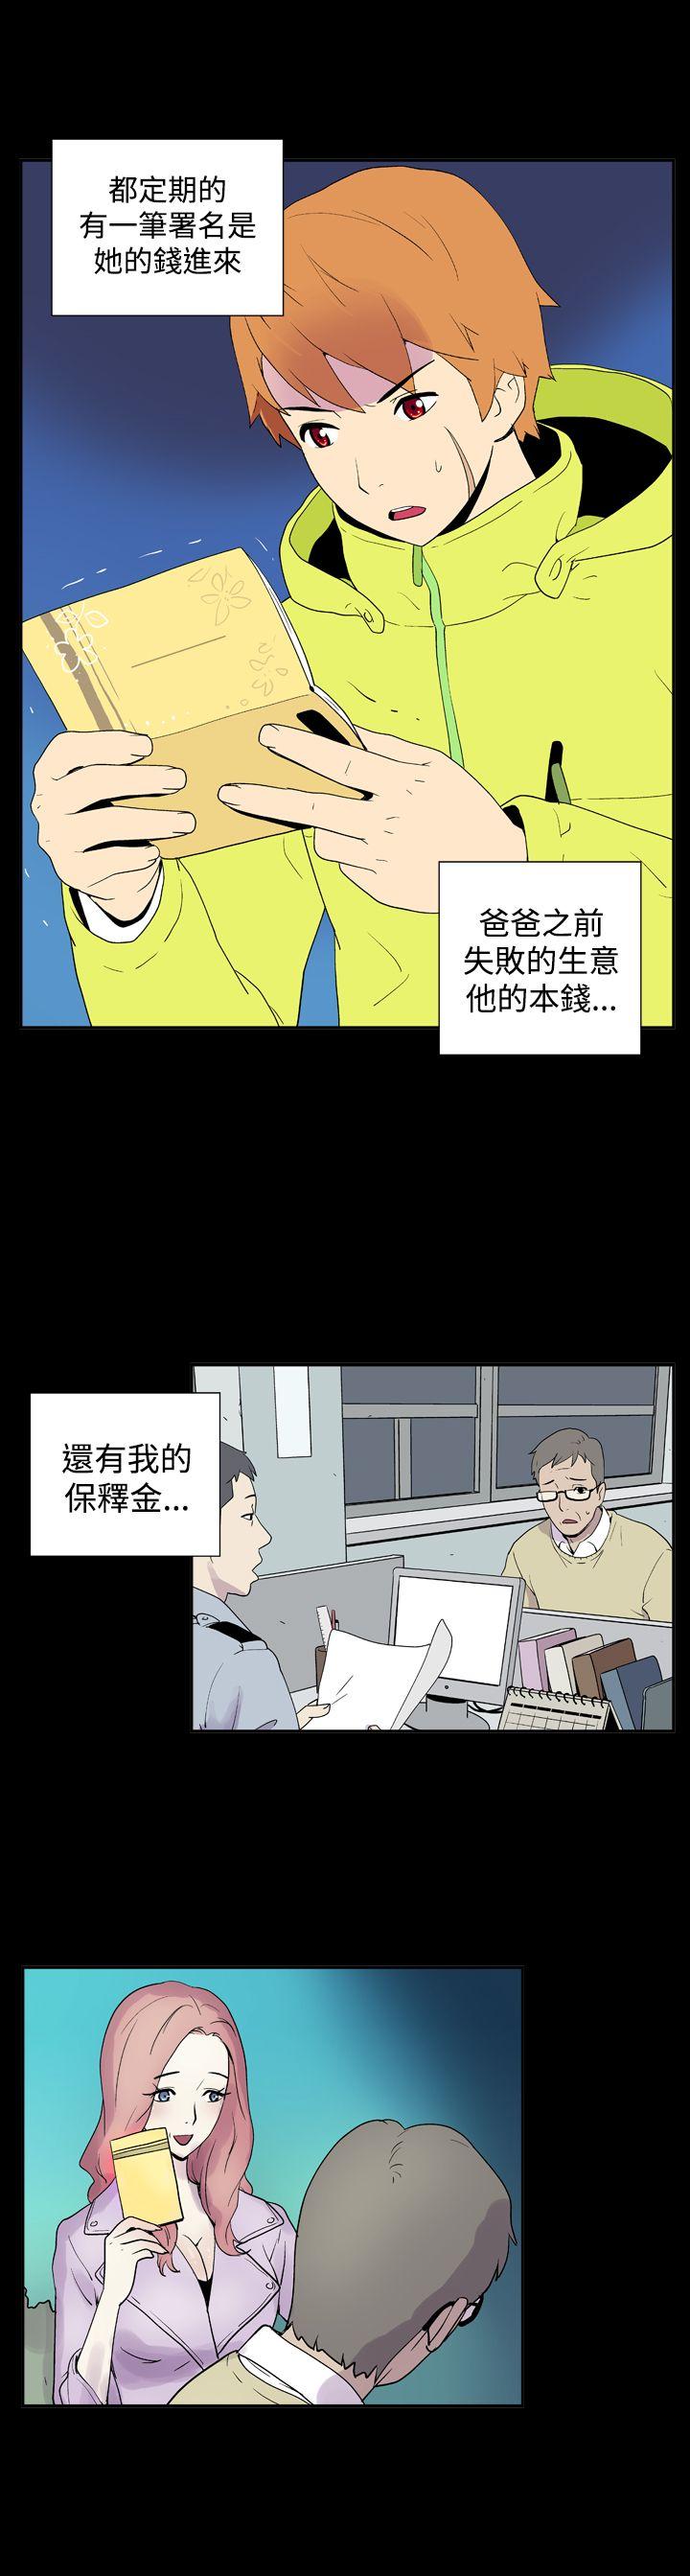 都定期的
有一筆署名是
她的錢進來
爸爸之前
失敗的生意
他的本錢...
還有我的
保釋金...